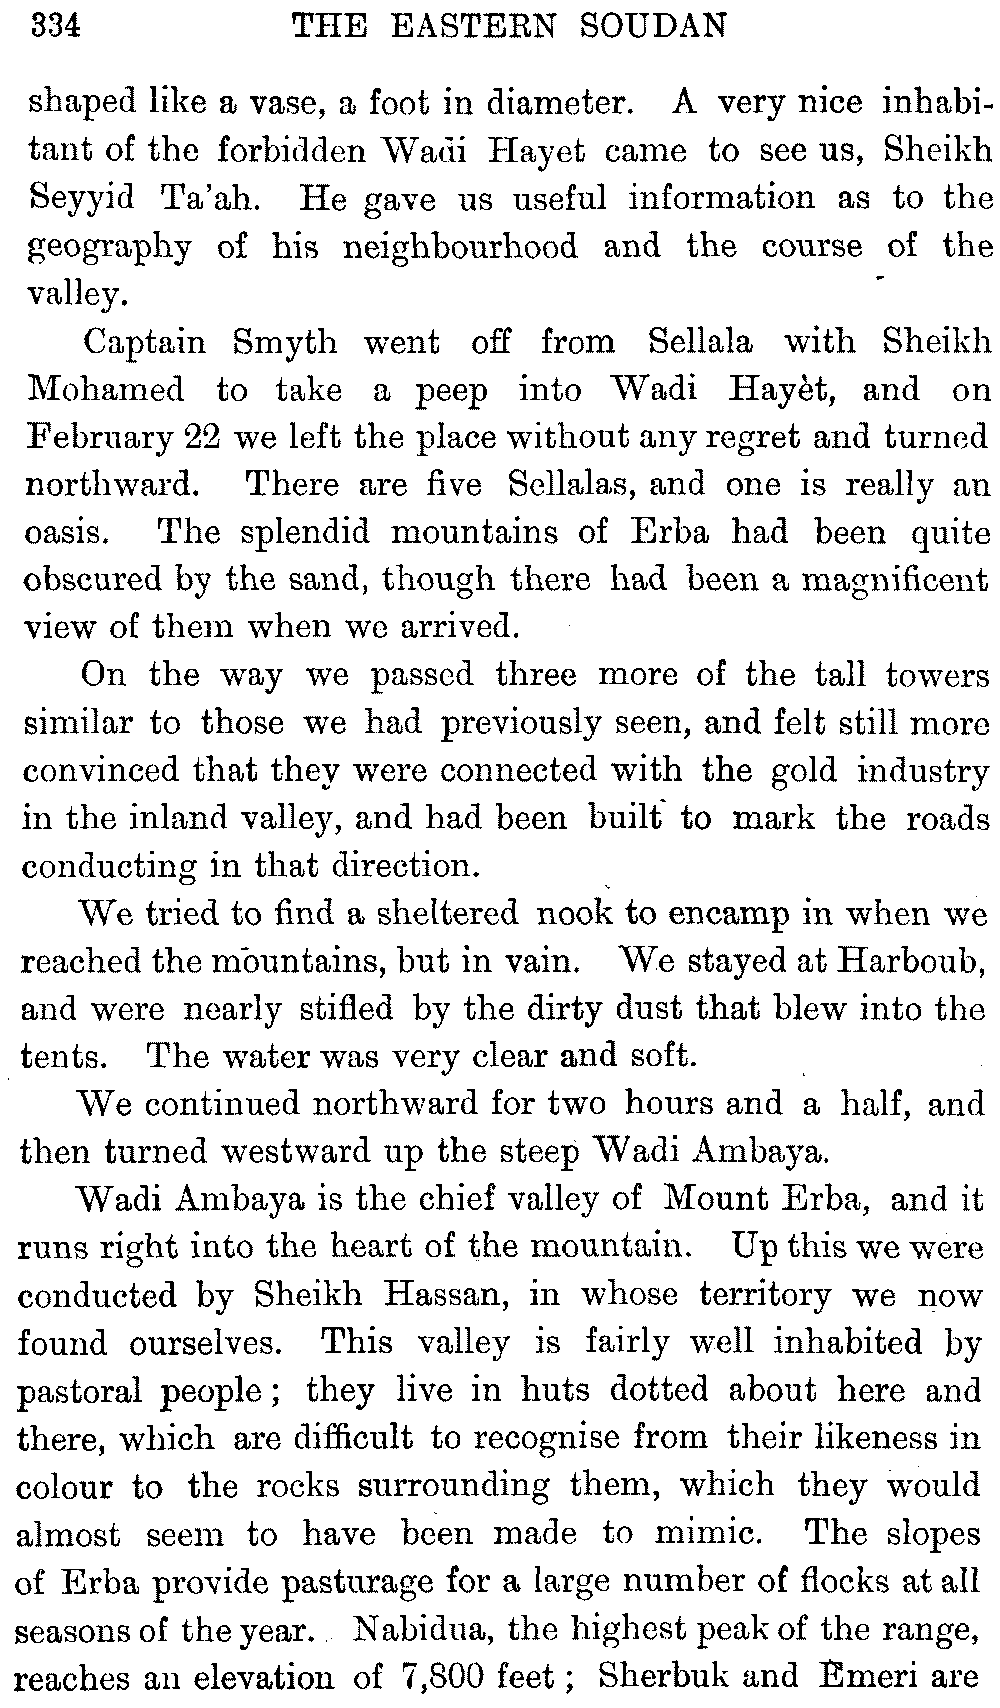 334 THE EASTERN SOUDAN
shaped like a vase, a foot in diameter. A very nice inhabi-
tant of the forbidden Wadi Hayet came to see us, Sheikh
Seyyid Ta'ah. He gave us useful information as to the
geography of his neighbourhood and the course of the
valley.
Captain Smyth went off from Sellala with Sheikh
Mohamed to take a peep into Wadi Hayèt, and on
February 22 we left the place without any regret and turned
northward. There are five Sellalas, and one is really an
oasis. The splendid mountains of Erba had been quite
obscured by the sand, though there had been a magnificent
view of them when we arrived.
On the way we passed three more of the tall towers
similar to those we had previously seen, and felt still more
convinced that they were connected with the gold industry
in the inland valley, and had been built to mark the roads
conducting in that direction.
We tried to find a sheltered nook to encamp in when we
reached the mountains, but in vain. We stayed at Harboub,
and were nearly stifled by the dirty dust that blew into the
tents. The water was very clear and soft.
We continued northward for two hours and a half, and
then turned westward up the steep Wadi Ambaya.
Wadi Ambaya is the chief valley of Mount Erba, and it
runs right into the heart of the mountain. Up this we were
conducted by Sheikh Hassan, in whose territory we now
found ourselves. This valley is fairly well inhabited by
pastoral people; they live in huts dotted about here and
there, which are difficult to recognise from their likeness in
colour to the rocks surrounding them, which they would
almost seem to have been made to mimic. The slopes
of Erba provide pasturage for a large number of flocks at all
seasons of the year. Nabidua, the highest peak of the range,
reaches an elevation of 7,800 feet; Sherbuk and Emeri are